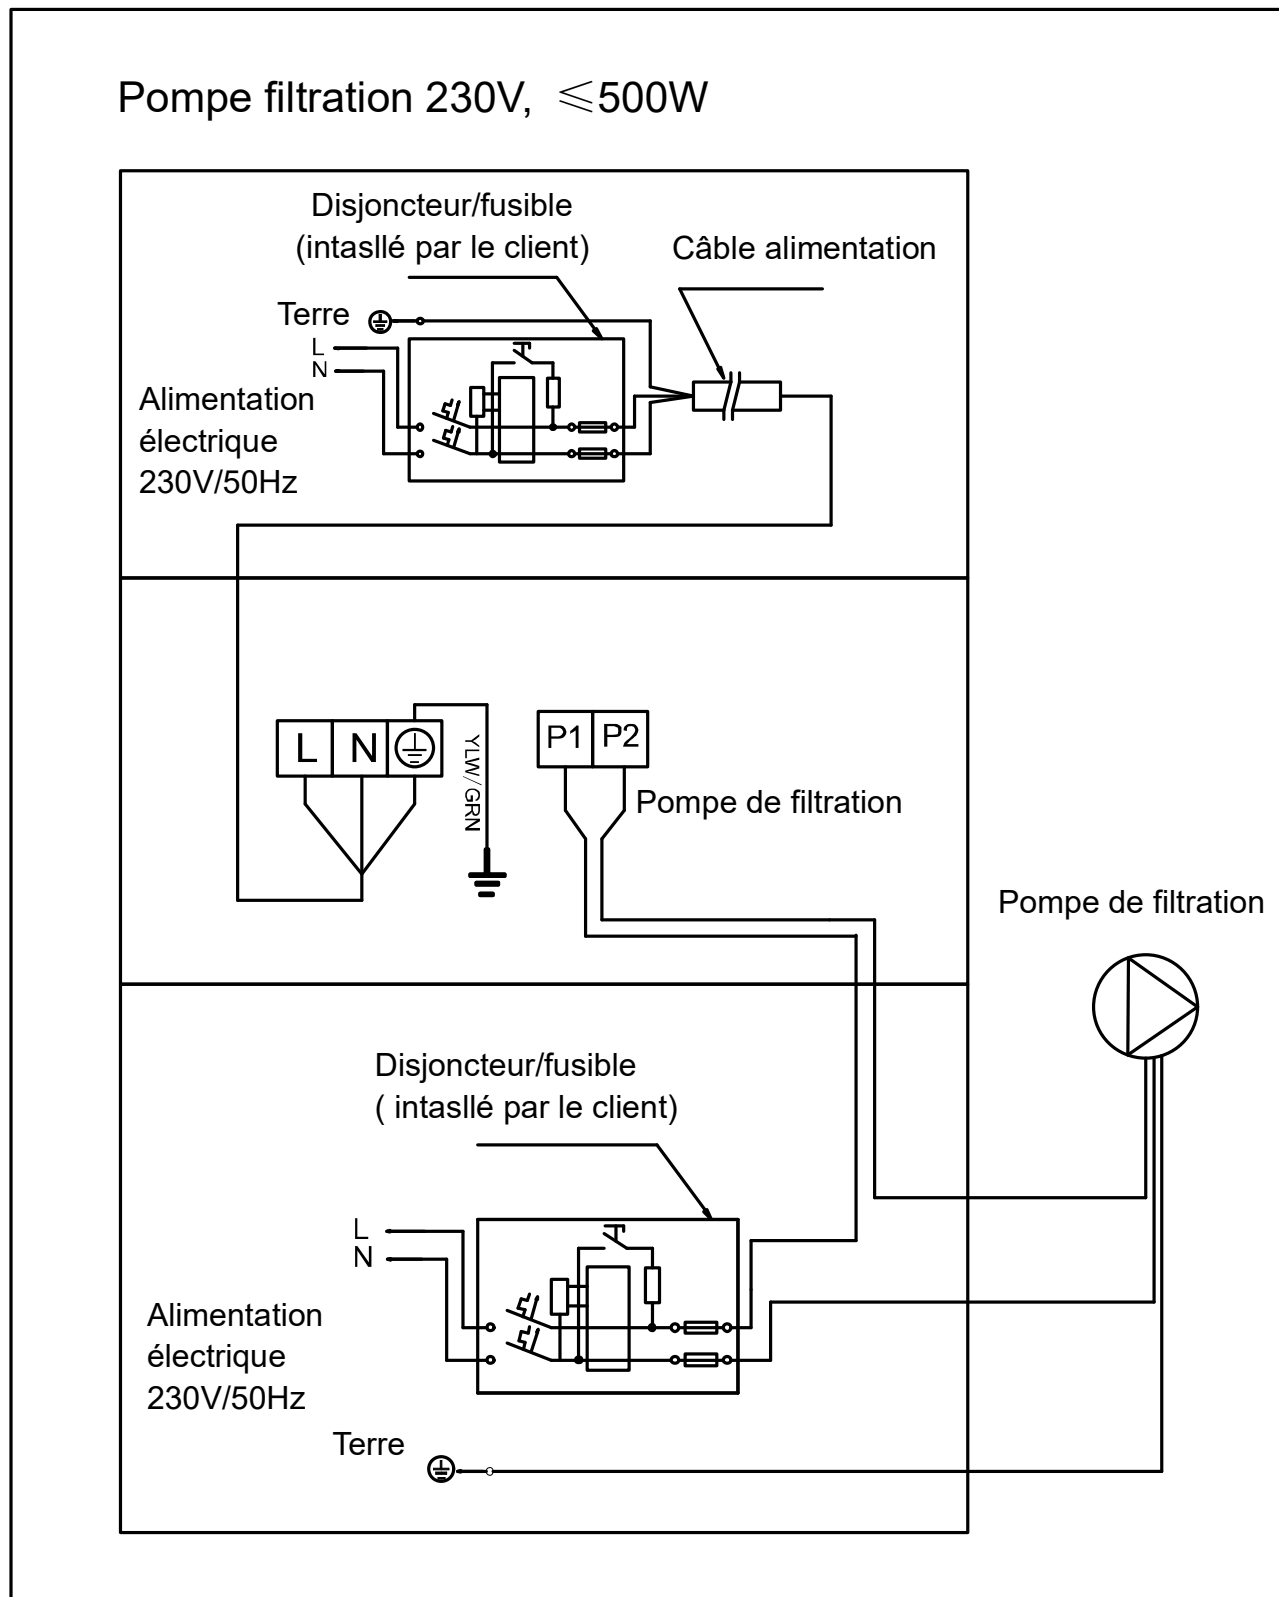 Pompe filtration 230V, ≤500W
Disjoncteur/fusible
(intasllé par le client)
Câble alimentation
Terre
L
N
Alimentation
électrique
230V/50Hz
L N
YLW/GRN
P1 P2
Pompe de filtration
Pompe de filtration
Disjoncteur/fusible
( intasllé par le client)
L
N
Alimentation
électrique
230V/50Hz
Terre